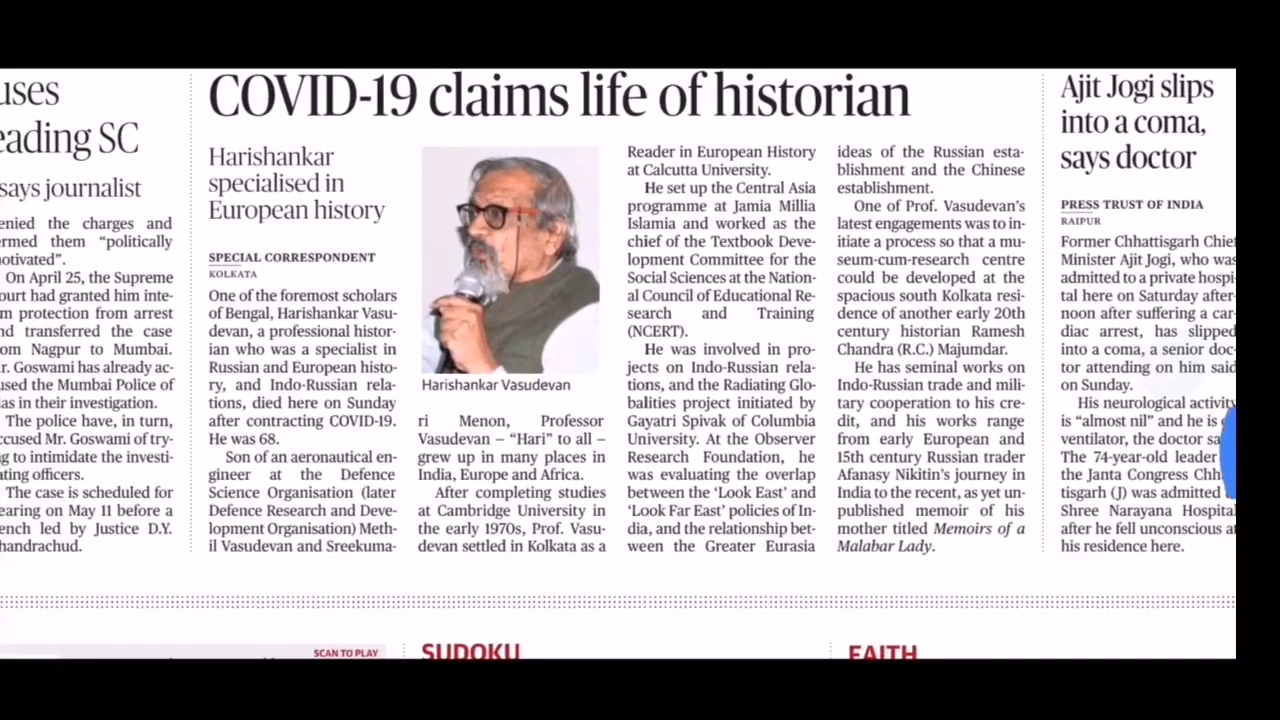 uses
eading SC
says journalist
enied the charges and
ermed them “politically
otivated”.
On April 25, the Supreme
ourt had granted him inte-
m protection from arrest
nd transferred the case
om Nagpur to Mumbai.
r. Goswami has already ac-
used the Mumbai Police of
ias in their investigation.
The police have, in turn,
ccused Mr. Goswami of try-
ng to intimidate the investi-
ating officers.
The case is scheduled for
earing on May 11 before a
ench led by Justice D.Y.
handrachud.
COVID-19 claims life of historian
Harishankar
specialised in
European history
SPECIAL CORRESPONDENT
KOLKATA
One of the foremost scholars
of Bengal, Harishankar Vasu-
devan, a professional histor-
ian who was a specialist in
Russian and European histo-
ry, and Indo-Russian rela-
tions, died here on Sunday
after contracting COVID-19.
He was 68.
Son of an aeronautical en-
gineer at the Defence
Science Organisation (later
Defence Research and Deve-
lopment Organisation) Meth-
il Vasudevan and Sreekuma-
Harishankar Vasudevan
ri Menon, Professor
Vasudevan – “Hari” to all –
grew up in many places in
India, Europe and Africa.
After completing studies
at Cambridge University in
the early 1970s, Prof. Vasu-
devan settled in Kolkata as a
Reader in European History
at Calcutta University.
He set up the Central Asia
programme at Jamia Millia
Islamia and worked as the
chief of the Textbook Deve-
lopment Committee for the
Social Sciences at the Nation-
al Council of Educational Re-
search and Training
(NCERT).
He was involved in pro-
jects on Indo-Russian rela-
tions, and the Radiating Glo-
balities project initiated by
Gayatri Spivak of Columbia
University. At the Observer
Research Foundation, he
was evaluating the overlap
between the ‘Look East’ and
‘Look Far East’ policies of In-
dia, and the relationship bet-
ween the Greater Eurasia
ideas of the Russian esta-
blishment and the Chinese
establishment.
One of Prof. Vasudevan’s
latest engagements was to in-
itiate a process so that a mu-
seum-cum-research centre
could be developed at the
spacious south Kolkata resi-
dence of another early 20th
century historian Ramesh
Chandra (R.C.) Majumdar.
He has seminal works on
Indo-Russian trade and mili-
tary cooperation to his cre-
dit, and his works range
from early European and
15th century Russian trader
Afanasy Nikitin’s journey in
India to the recent, as yet un-
published memoir of his
mother titled Memoirs of a
Malabar Lady.
Ajit Jogi slips
into a coma,
says doctor
PRESS TRUST OF INDIA
RAIPUR
Former Chhattisgarh Chief
Minister Ajit Jogi, who was
admitted to a private hospi-
tal here on Saturday after-
noon after suffering a car-
diac arrest, has slipped
into a coma, a senior doc-
tor attending on him said
on Sunday.
His neurological activity
is “almost nil” and he is
ventilator, the doctor sa
The 74-year-old leader
the Janta Congress Chh
tisgarh (J) was admitted
Shree Narayana Hospital
after he fell unconscious at
his residence here.
SCAN TO PLAY
SUDOKU
FAITH